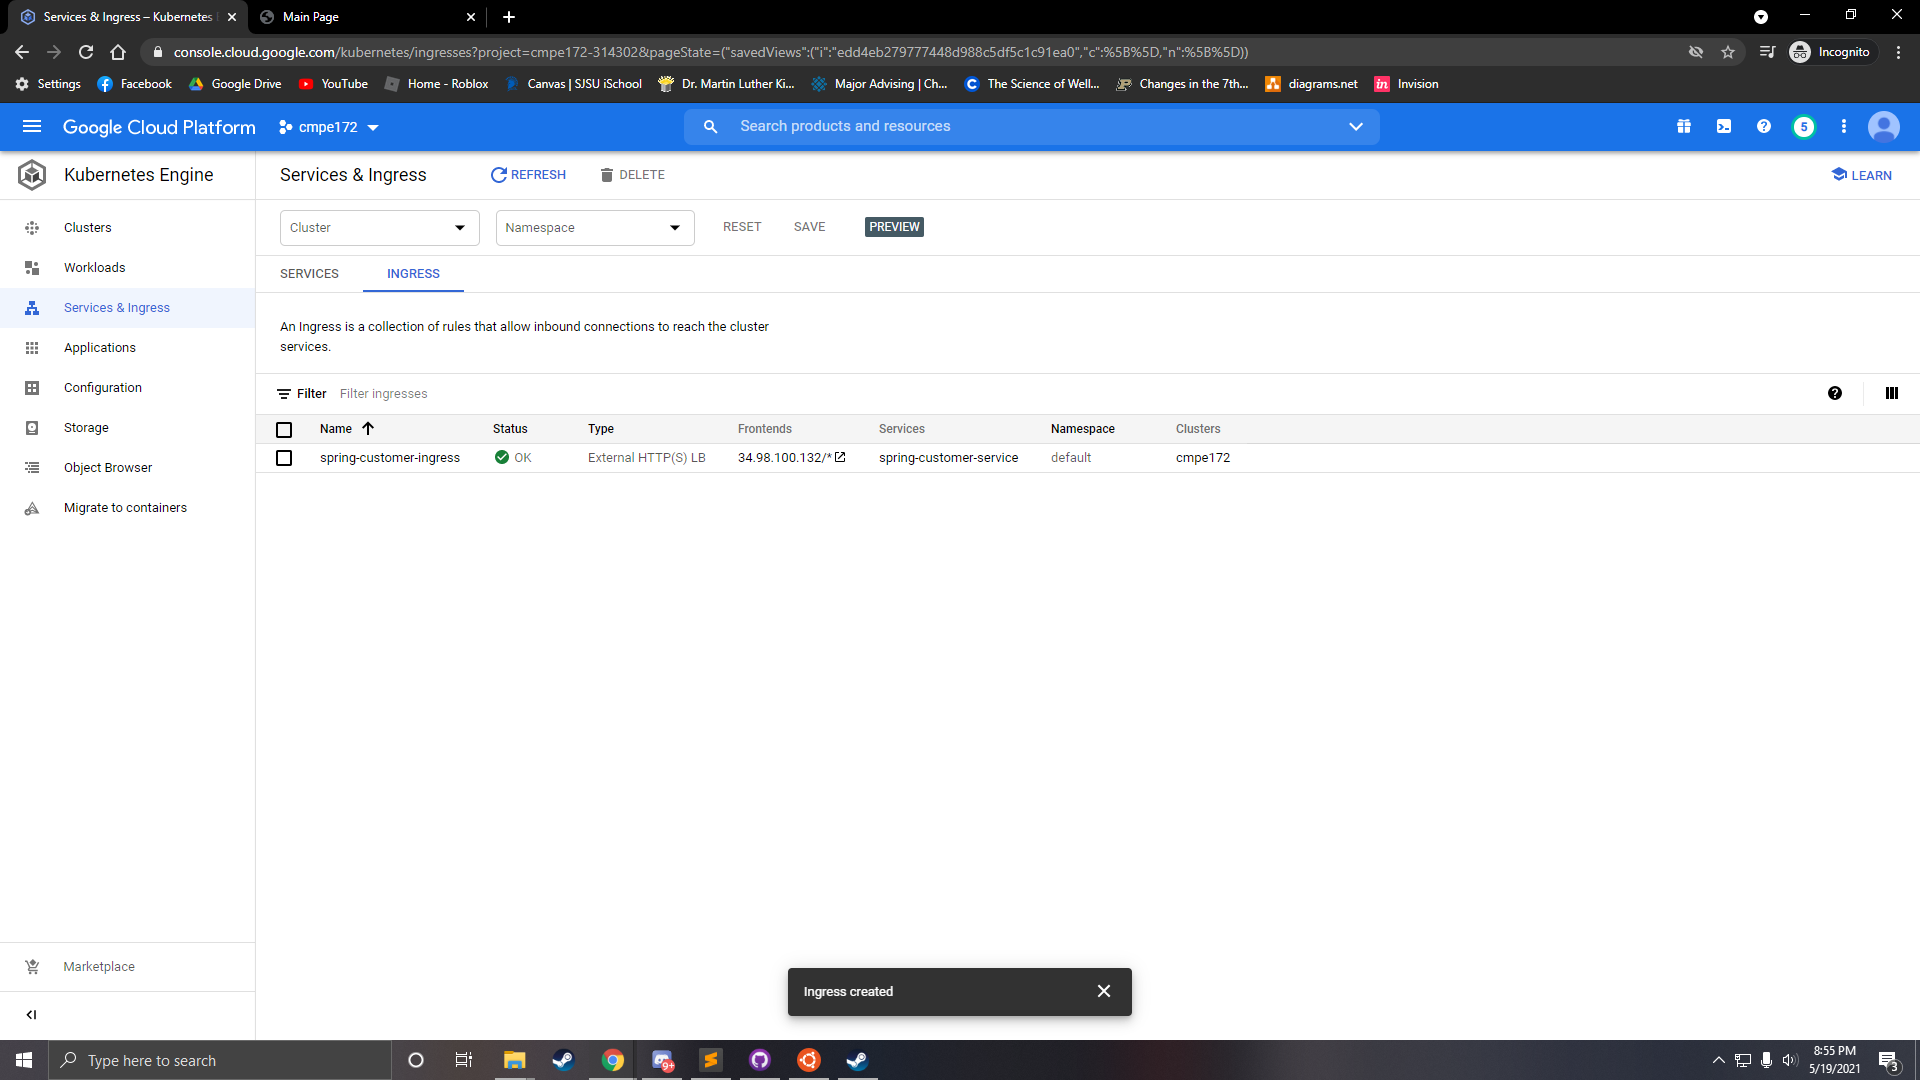 Services & Ingress – Kubernetes
Main Page
console.cloud.google.com/kubernetes/ingresses?project=cmpe172-314302&pageState=("savedViews":("i":"edd4eb279777448d988c5df5c1c91ea0","c":%5B%5D,"n":%5B%5D))
Incognito
Settings
Facebook
Google Drive
YouTube
Home - Roblox
Canvas | SJSU iSchool
Dr. Martin Luther Ki...
Major Advising | Ch...
The Science of Well...
Changes in the 7th...
diagrams.net
in Invision
Google Cloud Platform
cmpe172
Search products and resources
5
Kubernetes Engine
Services & Ingress
REFRESH
DELETE
LEARN
Clusters
Workloads
Services & Ingress
Applications
Configuration
Storage
Object Browser
Migrate to containers
Marketplace
Cluster
Namespace
RESET
SAVE
PREVIEW
SERVICES
INGRESS
An Ingress is a collection of rules that allow inbound connections to reach the cluster
services.
Filter
Filter ingresses
Name Status Type Frontends Services Namespace Clusters
spring-customer-ingress OK External HTTP(S) LB 34.98.100.132/* spring-customer-service default cmpe172
Ingress created
Type here to search
9+
8:55 PM
5/19/2021
3